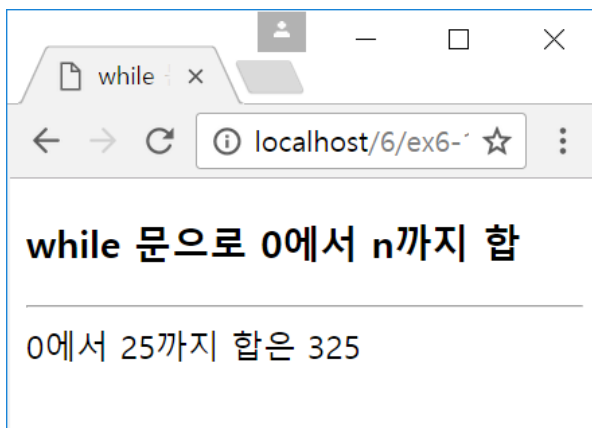 while
localhost/6/ex6-1
while 문으로 0에서 n까지 합
0에서 25까지 합은 325